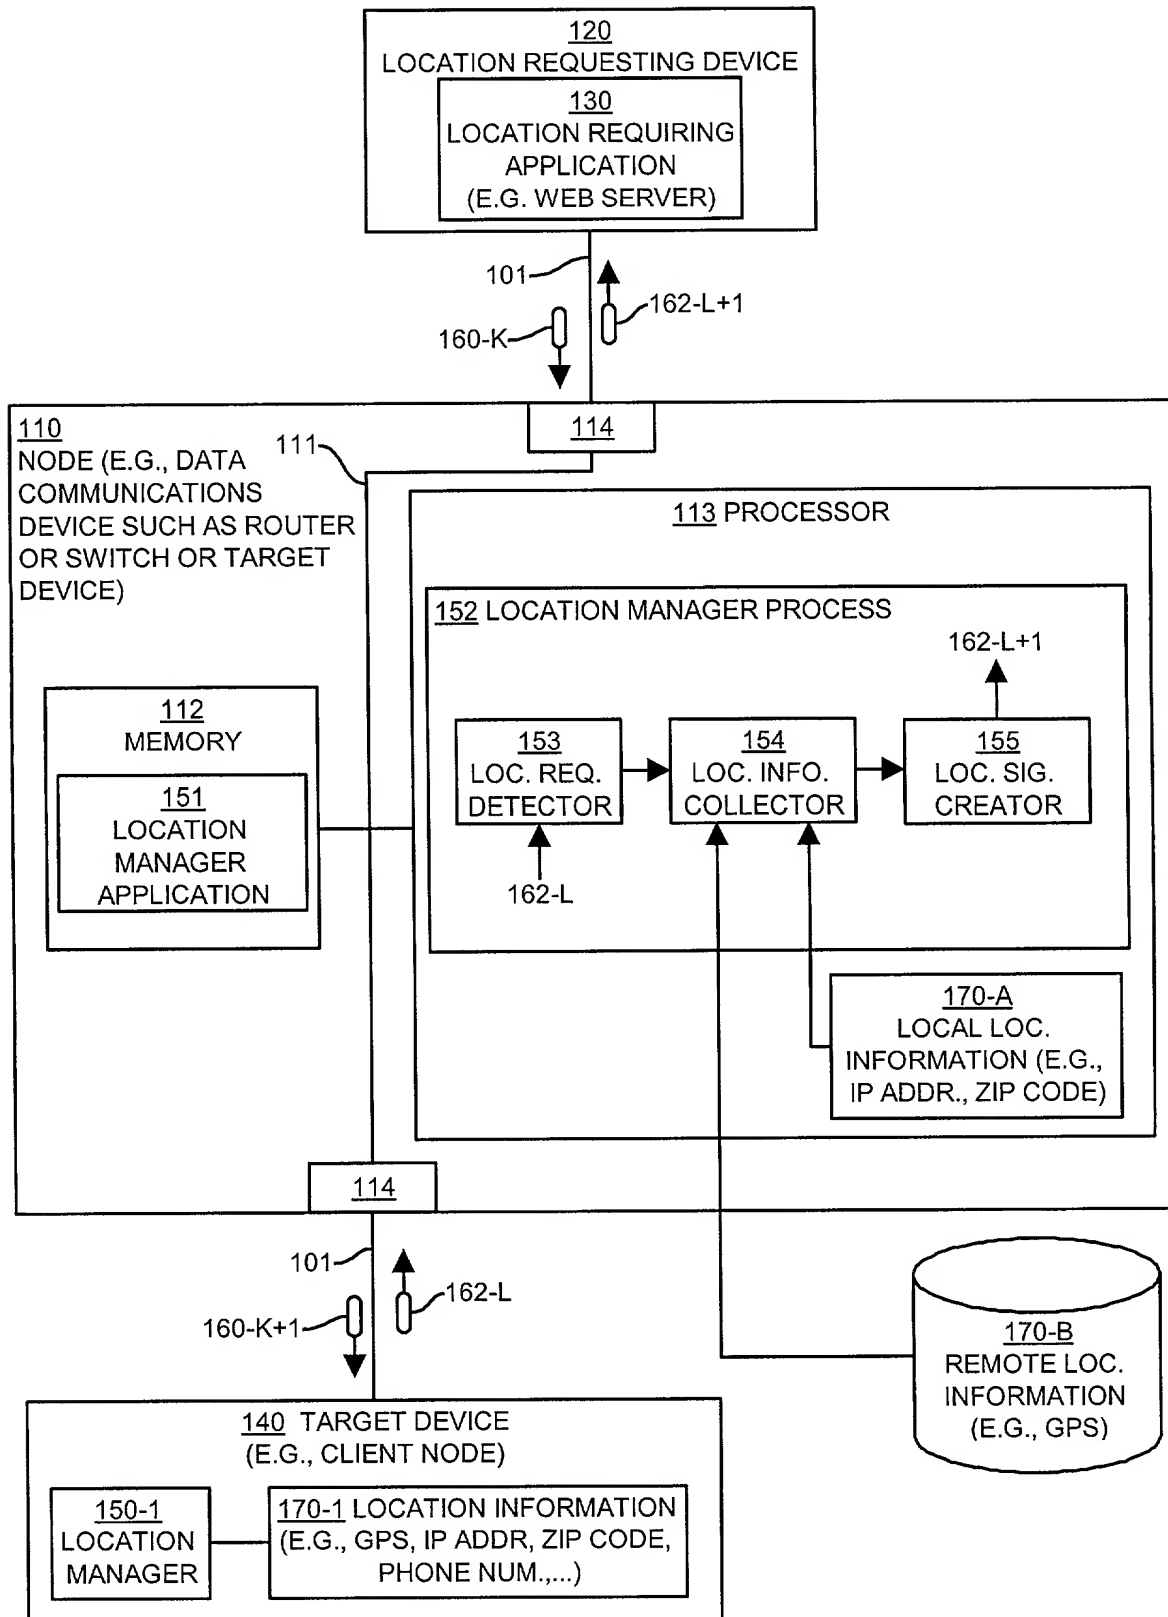 120
LOCATION REQUESTING DEVICE
130
LOCATION REQUIRING
APPLICATION
(E.G. WEB SERVER)
101
160-K
162-L+1
110
NODE (E.G., DATA
COMMUNICATIONS
DEVICE SUCH AS ROUTER
OR SWITCH OR TARGET
DEVICE)
111
114
113 PROCESSOR
152 LOCATION MANAGER PROCESS
162-L+1
112
MEMORY
151
LOCATION
MANAGER
APPLICATION
153
LOC. REQ.
DETECTOR
154
LOC. INFO.
COLLECTOR
155
LOC. SIG.
CREATOR
162-L
170-A
LOCAL LOC.
INFORMATION (E.G.,
IP ADDR., ZIP CODE)
114
101
160-K+1
162-L
170-B
REMOTE LOC.
INFORMATION
(E.G., GPS)
140 TARGET DEVICE
(E.G., CLIENT NODE)
150-1
LOCATION
MANAGER
170-1 LOCATION INFORMATION
(E.G., GPS, IP ADDR, ZIP CODE,
PHONE NUM.,...)